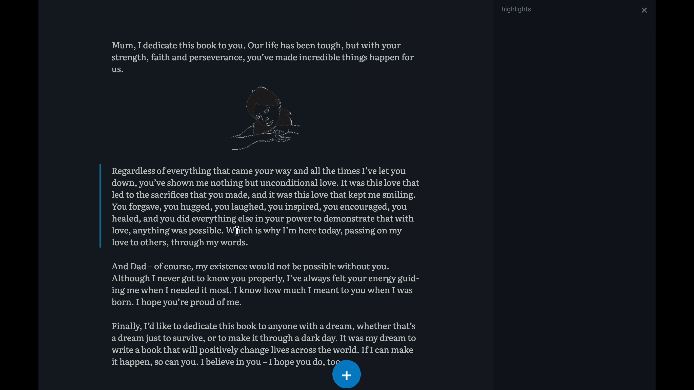 highlights
Mum, I dedicate this book to you. Our life has been tough, but with your
strength, faith and perseverance, you've made incredible things happen for
us.
Regardless of everything that came your way and all the times I've let you
down, you've shown me nothing but unconditional love. It was this love that
led to the sacrifices that you made, and it was this love that kept me smiling.
You forgave, you hugged, you laughed, you inspired, you encouraged, you
healed, and you did everything else in your power to demonstrate that with
love, anything was possible. Which is why I'm here today, passing on my
love to others, through my words.
And Dad – of course, my existence would not be possible without you.
Although I never got to know you properly, I've always felt your energy guid-
ing me when I needed it most. I know how much I meant to you when I was
born. I hope you're proud of me.
Finally, I'd like to dedicate this book to anyone with a dream, whether that's
a dream just to survive, or to make it through a dark day. It was my dream to
write a book that will positively change lives across the world. If I can make
it happen, so can you. I believe in you – I hope you do, too.